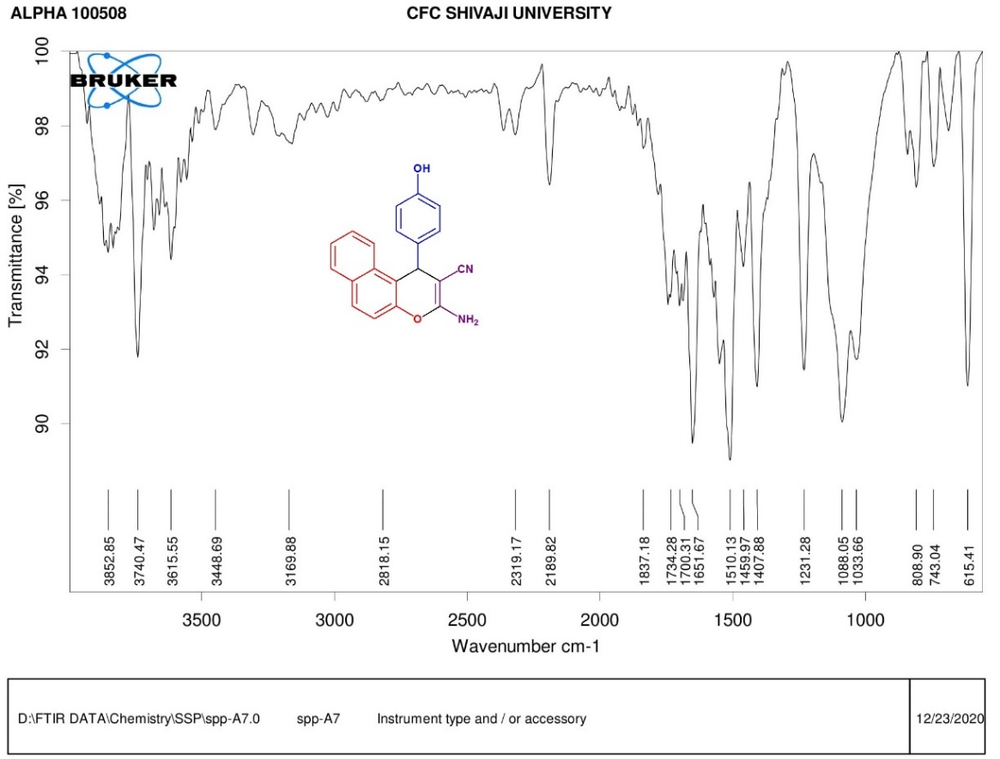 ALPHA 100508 CFC SHIVAJI UNIVERSITY
BRUKER
100
98
96
94
92
90
Transmittance [%]
OH
CN
O
NH2
3852.85
3740.47
3615.55
3448.69
3169.88
2818.15
2319.17
2189.82
1837.18
1734.28
1700.31
1651.67
1510.13
1459.97
1407.88
1231.28
1088.05
1033.66
808.90
743.04
615.41
3500 3000 2500 2000 1500 1000
Wavenumber cm-1
D:\FTIR DATA\Chemistry\SSP\spp-A7.0 spp-A7 Instrument type and / or accessory 12/23/2020